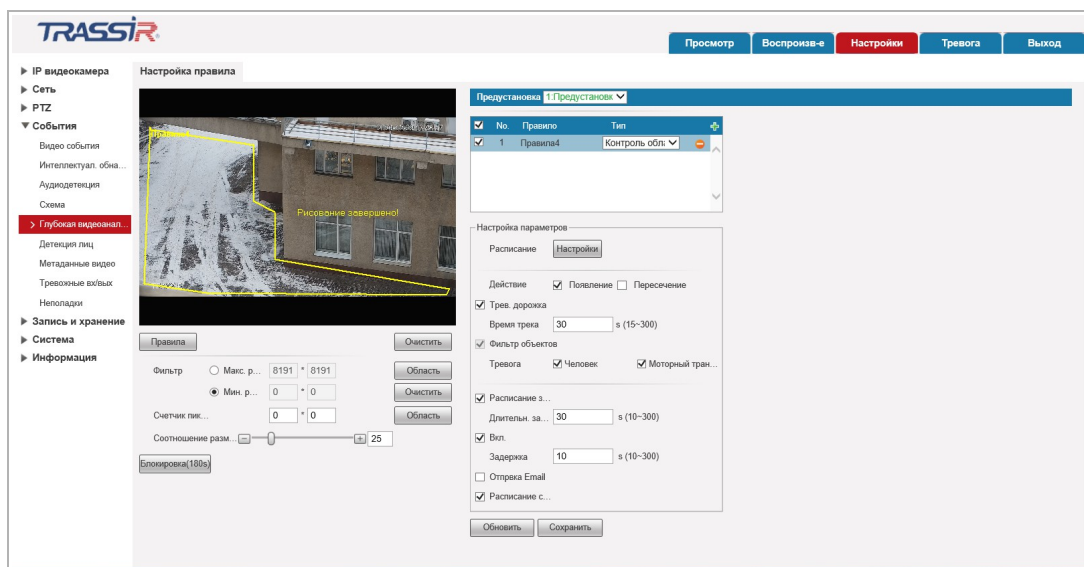 TRASSIR
Просмотр Воспроизв-е Настройки Тревога Выход
IP видеокамера
Сеть
PTZ
События
Видео события
Интеллектуал. обна...
Аудиодетекция
Схема
Глубокая видеоанал...
Детекция лиц
Метаданные видео
Тревожные вх/вых
Неполадки
Запись и хранение
Система
Информация
Настройка правила
Правила4
Рисование завершено!
Правила Очистить
Фильтр Макс. р... 8191 * 8191 Область
Мин. р... 0 * 0 Очистить
Счетчик пик... 0 * 0 Область
Соотношение разм... 25
Блокировка(180s)
Предустановка 1:Предустановк
No. Правило Тип
1 Правила4 Контроль обла
Настройка параметров
Расписание Настройки
Действие Появление Пересечение
Трев. дорожка
Время трека 30 s (15~300)
Фильтр объектов
Тревога Человек Моторный тран...
Расписание з...
Длительн. за... 30 s (10~300)
Вкл.
Задержка 10 s (10~300)
Отпрвка Email
Расписание с...
Обновить Сохранить